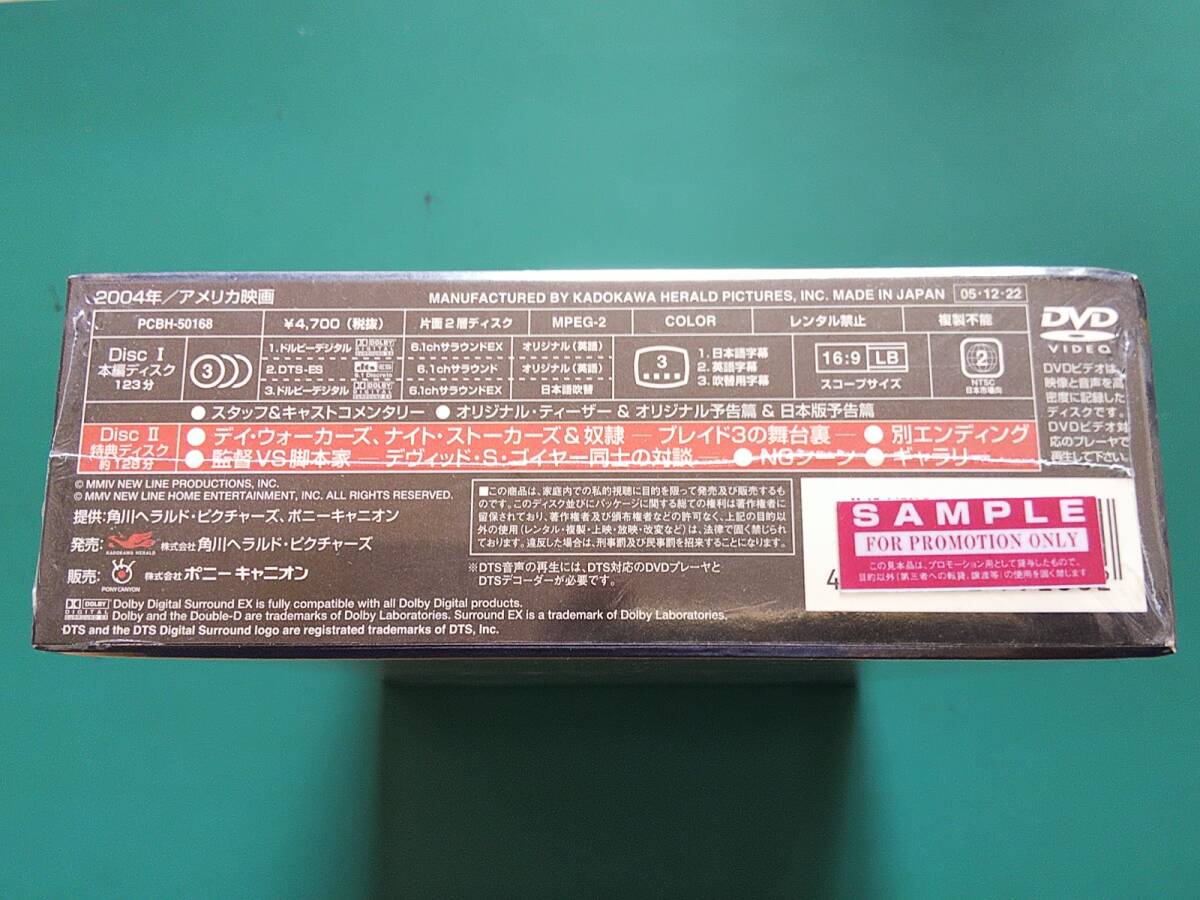 2004年/アメリカ映画
MANUFACTURED BY KADOKAWA HERALD PICTURES, INC. MADE IN JAPAN
05・12・22
PCBH-50168
¥4,700（税抜）
片面2層ディスク
MPEG-2
COLOR
レンタル禁止
複製不能
Disc Ⅰ
本編ディスク
123分
3
1.ドルビーデジタル
2.DTS-ES
3.ドルビーデジタル
6.1chサラウンドEX
6.1chサラウンド
6.1chサラウンドEX
オリジナル（英語）
オリジナル（英語）
日本語吹替
3
1.日本語字幕
2.英語字幕
3.吹替用字幕
16:9 LB
スコープサイズ
2
NTSC
日本市場向
●スタッフ&キャストコメンタリー ●オリジナル・ティーザー & オリジナル予告篇 & 日本版予告篇
Disc Ⅱ
特典ディスク
約128分
●デイ・ウォーカーズ、ナイト・ストーカーズ&奴隷 ― ブレイド3の舞台裏 ― ●別エンディング
●監督VS脚本家 ― デヴィッド・S・ゴイヤー同士の対談 ― ●NGシーン ●ギャラリー
DVD
VIDEO
DVDビデオは、
映像と音声を高
密度に記録した
ディスクです。
DVDビデオ対
応のプレーヤで
再生して下さい。
© MMIV NEW LINE PRODUCTIONS, INC.
© MMIV NEW LINE HOME ENTERTAINMENT, INC. ALL RIGHTS RESERVED.
提供:角川ヘラルド・ピクチャーズ、ポニーキャニオン
発売: KADOKAWA HERALD 株式会社 角川ヘラルド・ピクチャーズ
販売: PONY CANYON 株式会社 ポニー キャニオン
■この商品は、家庭内での私的視聴に目的を限って発売及び販売するも
のです。このディスク並びにパッケージに関する総ての権利は著作権者に
留保されており、著作権者及び頒布権者などの許可なく、上記の目的以
外の使用（レンタル・複製・上映・放映・改変など）は、法律で固く禁じられ
ております。違反した場合は、刑事罰及び民事罰を招来することになります。
※DTS音声の再生には、DTS対応のDVDプレーヤと
DTSデコーダーが必要です。
SAMPLE
FOR PROMOTION ONLY
この見本品は、プロモーション用として貸与したもので、
目的以外（第三者への転貸、譲渡等）の使用を固く禁じます
DOLBY DIGITAL SURROUND EX
Dolby Digital Surround EX is fully compatible with all Dolby Digital products.
Dolby and the Double-D are trademarks of Dolby Laboratories. Surround EX is a trademark of Dolby Laboratories.
DTS and the DTS Digital Surround logo are registered trademarks of DTS, Inc.